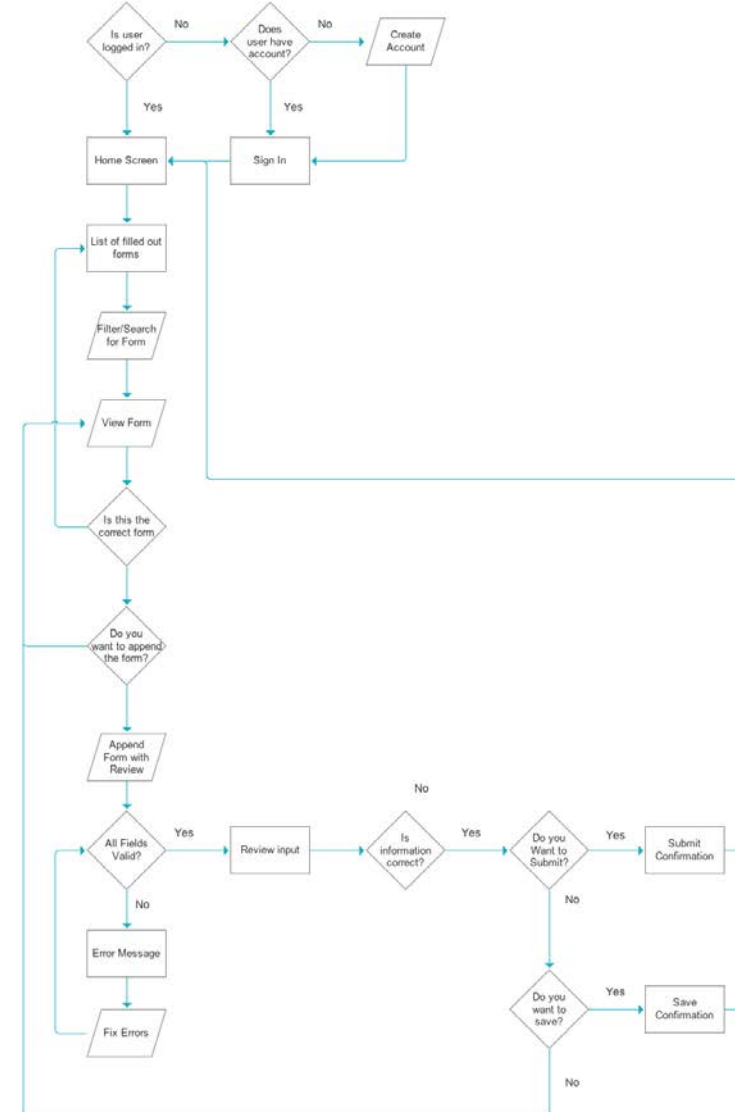 Is user
logged in?
No
Does
user have
account?
No
Create
Account
Yes
Yes
Home Screen
Sign In
List of filled out
forms
Filter/Search
for Form
View Form
Is this the
correct form
Do you
want to append
the form?
Append
Form with
Review
No
All Fields
Valid?
Yes
Review input
Is
information
correct?
Yes
Do you
Want to
Submit?
Yes
Submit
Confirmation
No
No
Error Message
Do you
want to
save?
Yes
Save
Confirmation
Fix Errors
No